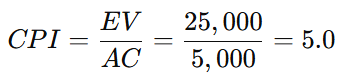 CPI = EV/AC = 25,000/5,000 = 5.0